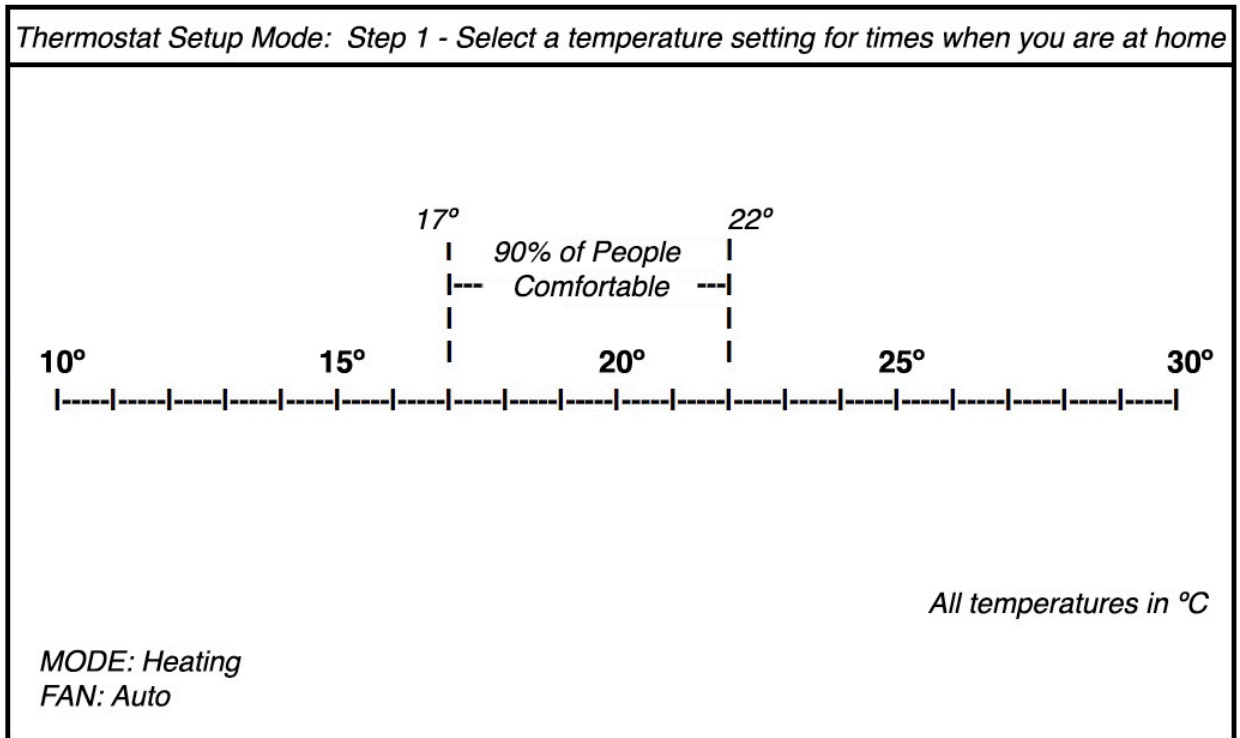 Thermostat Setup Mode: Step 1 - Select a temperature setting for times when you are at home
17º 22º
90% of People
Comfortable
10º 15º 20º 25º 30º
All temperatures in ºC
MODE: Heating
FAN: Auto